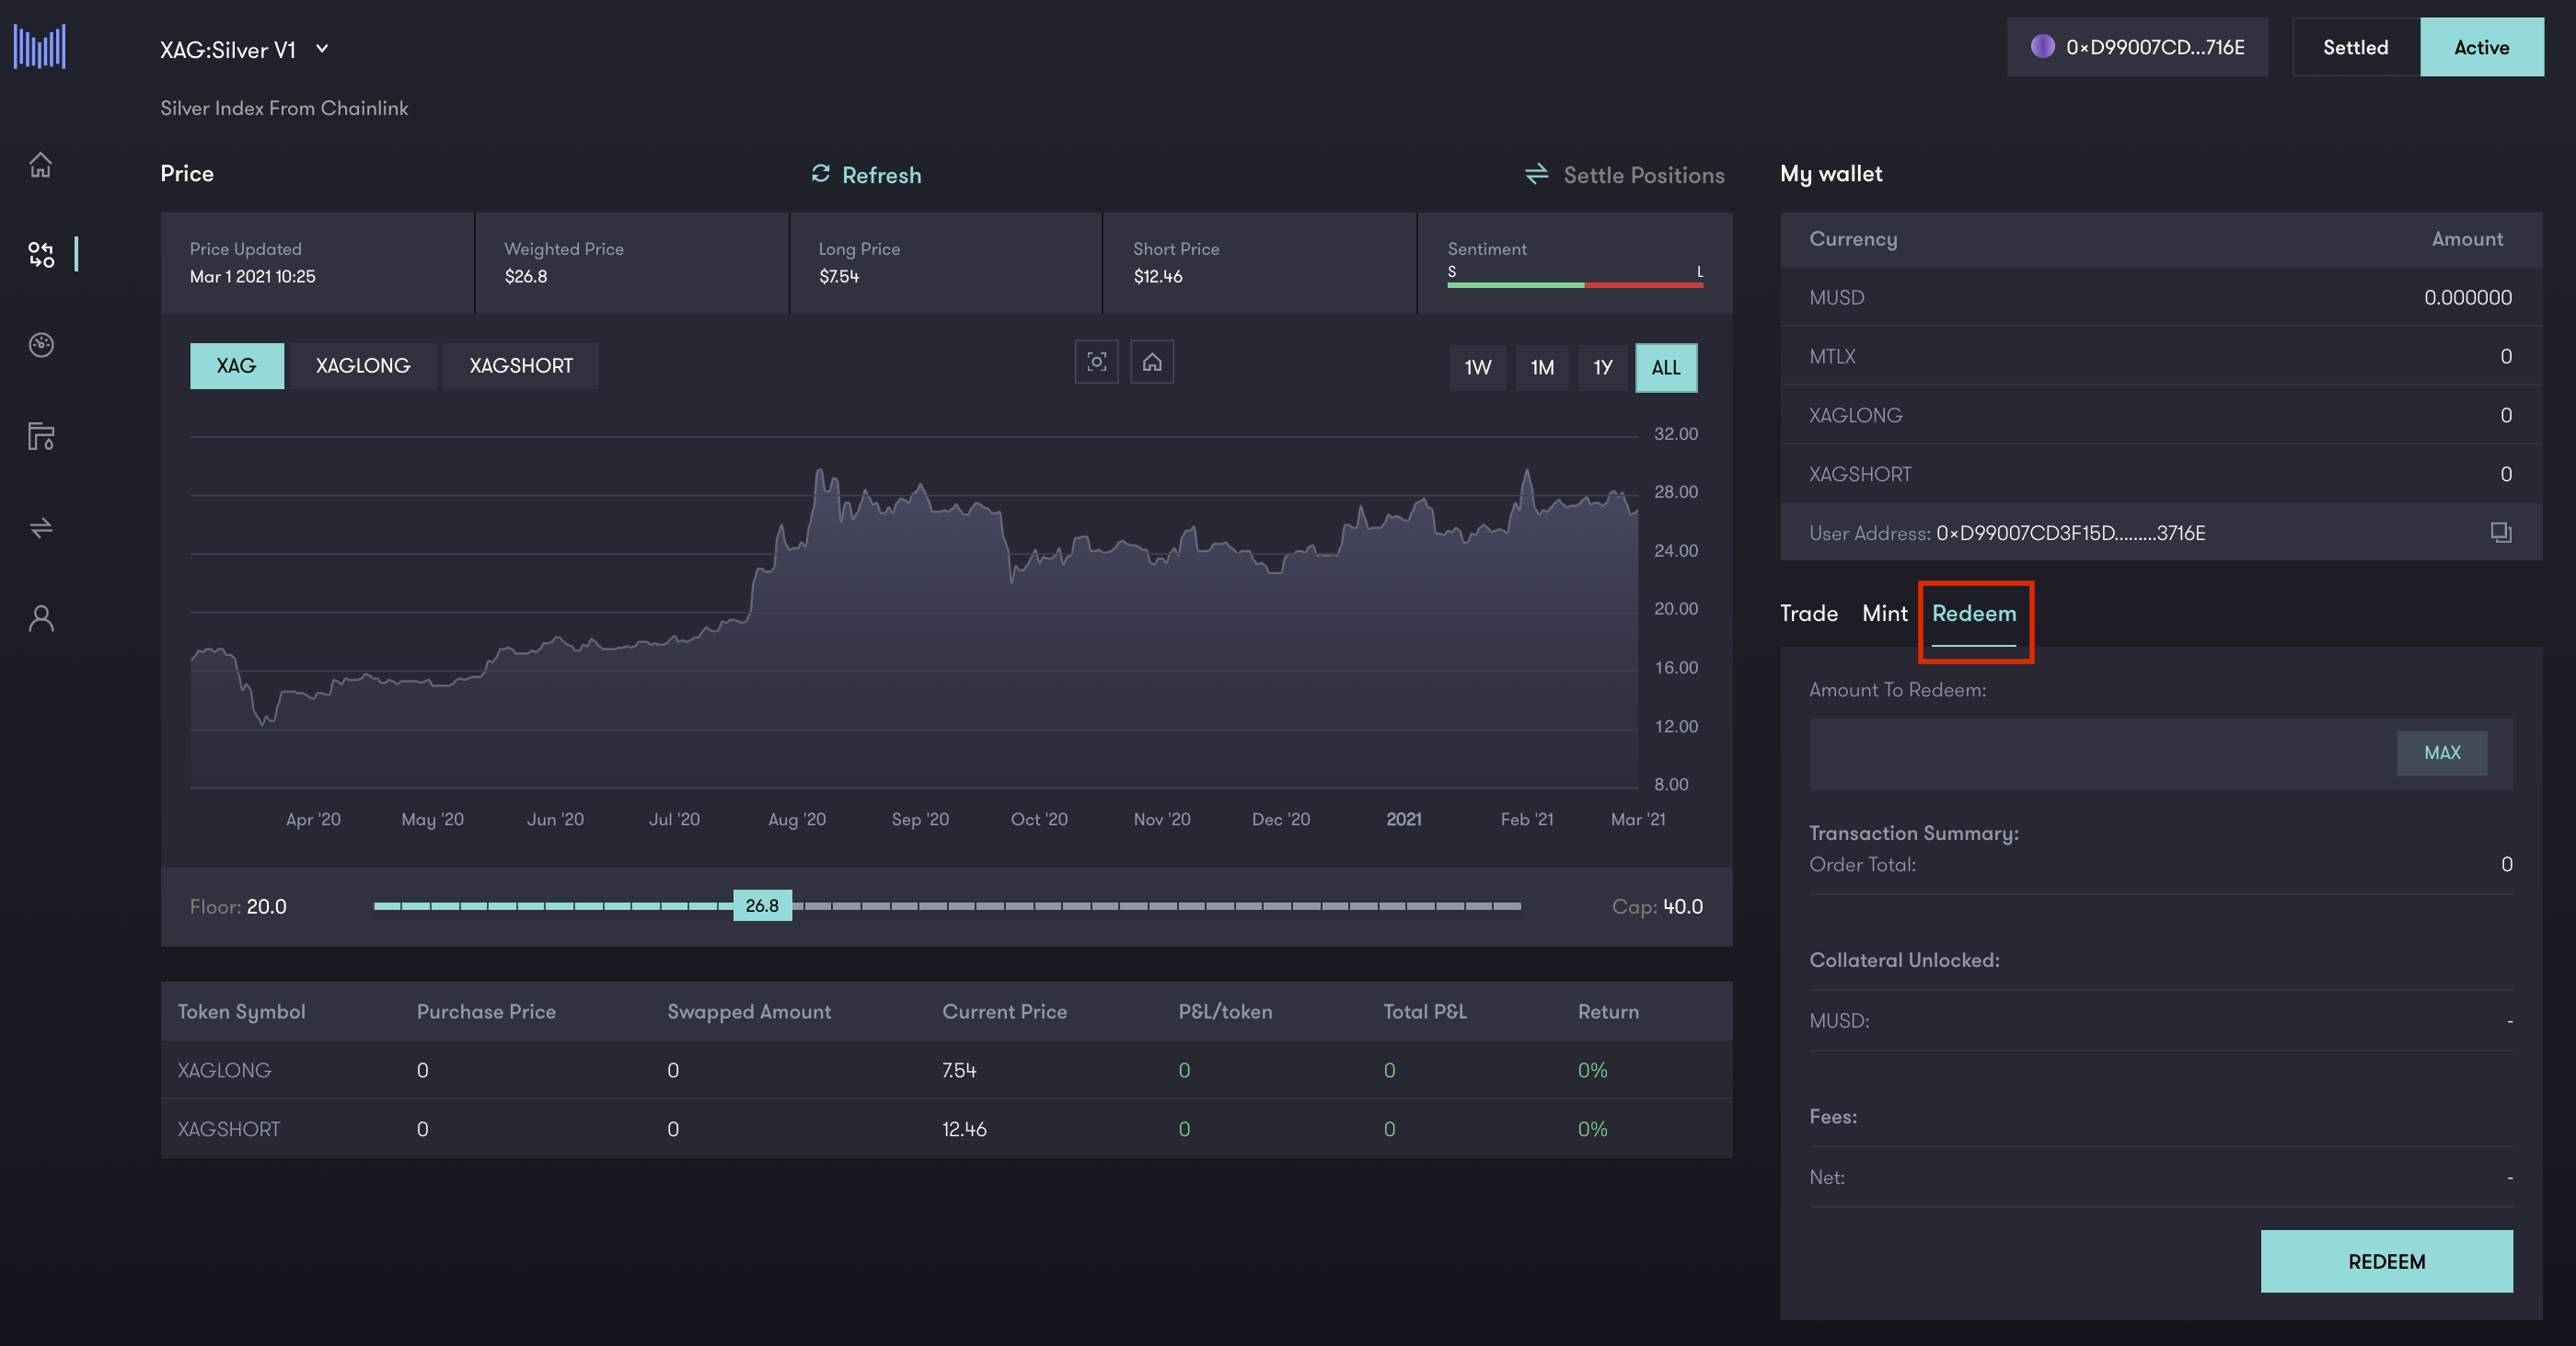 XAG:Silver V1
0×D99007CD...716E
Settled
Active
Silver Index From Chainlink
Price
Refresh
Settle Positions
Price Updated
Mar 1 2021 10:25
Weighted Price
$26.8
Long Price
$7.54
Short Price
$12.46
Sentiment
S L
XAG XAGLONG XAGSHORT
1W 1M 1Y ALL
32.00
28.00
24.00
20.00
16.00
12.00
8.00
Apr '20 May '20 Jun '20 Jul '20 Aug '20 Sep '20 Oct '20 Nov '20 Dec '20 2021 Feb '21 Mar '21
Floor: 20.0
26.8
Cap: 40.0
Token Symbol Purchase Price Swapped Amount Current Price P&L/token Total P&L Return
XAGLONG 0 0 7.54 0 0 0%
XAGSHORT 0 0 12.46 0 0 0%
My wallet
Currency Amount
MUSD 0.000000
MTLX 0
XAGLONG 0
XAGSHORT 0
User Address: 0×D99007CD3F15D.........3716E
Trade Mint Redeem
Amount To Redeem:
MAX
Transaction Summary:
Order Total: 0
Collateral Unlocked:
MUSD: -
Fees:
Net: -
REDEEM